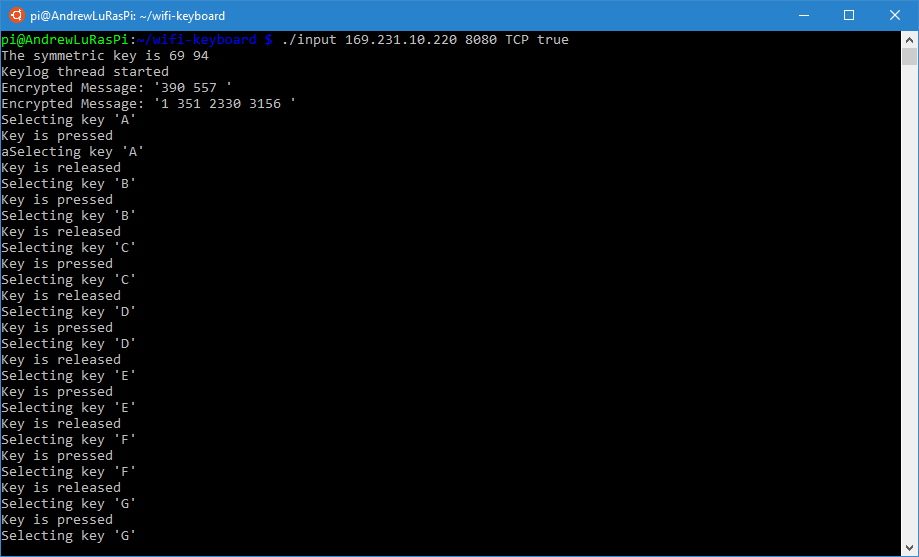 pi@AndrewLuRasPi: ~/wifi-keyboard
pi@AndrewLuRasPi:~/wifi-keyboard $ ./input 169.231.10.220 8080 TCP true
The symmetric key is 69 94
Keylog thread started
Encrypted Message: '390 557 '
Encrypted Message: '1 351 2330 3156 '
Selecting key 'A'
Key is pressed
aSelecting key 'A'
Key is released
Selecting key 'B'
Key is pressed
Selecting key 'B'
Key is released
Selecting key 'C'
Key is pressed
Selecting key 'C'
Key is released
Selecting key 'D'
Key is pressed
Selecting key 'D'
Key is released
Selecting key 'E'
Key is pressed
Selecting key 'E'
Key is released
Selecting key 'F'
Key is pressed
Selecting key 'F'
Key is released
Selecting key 'G'
Key is pressed
Selecting key 'G'